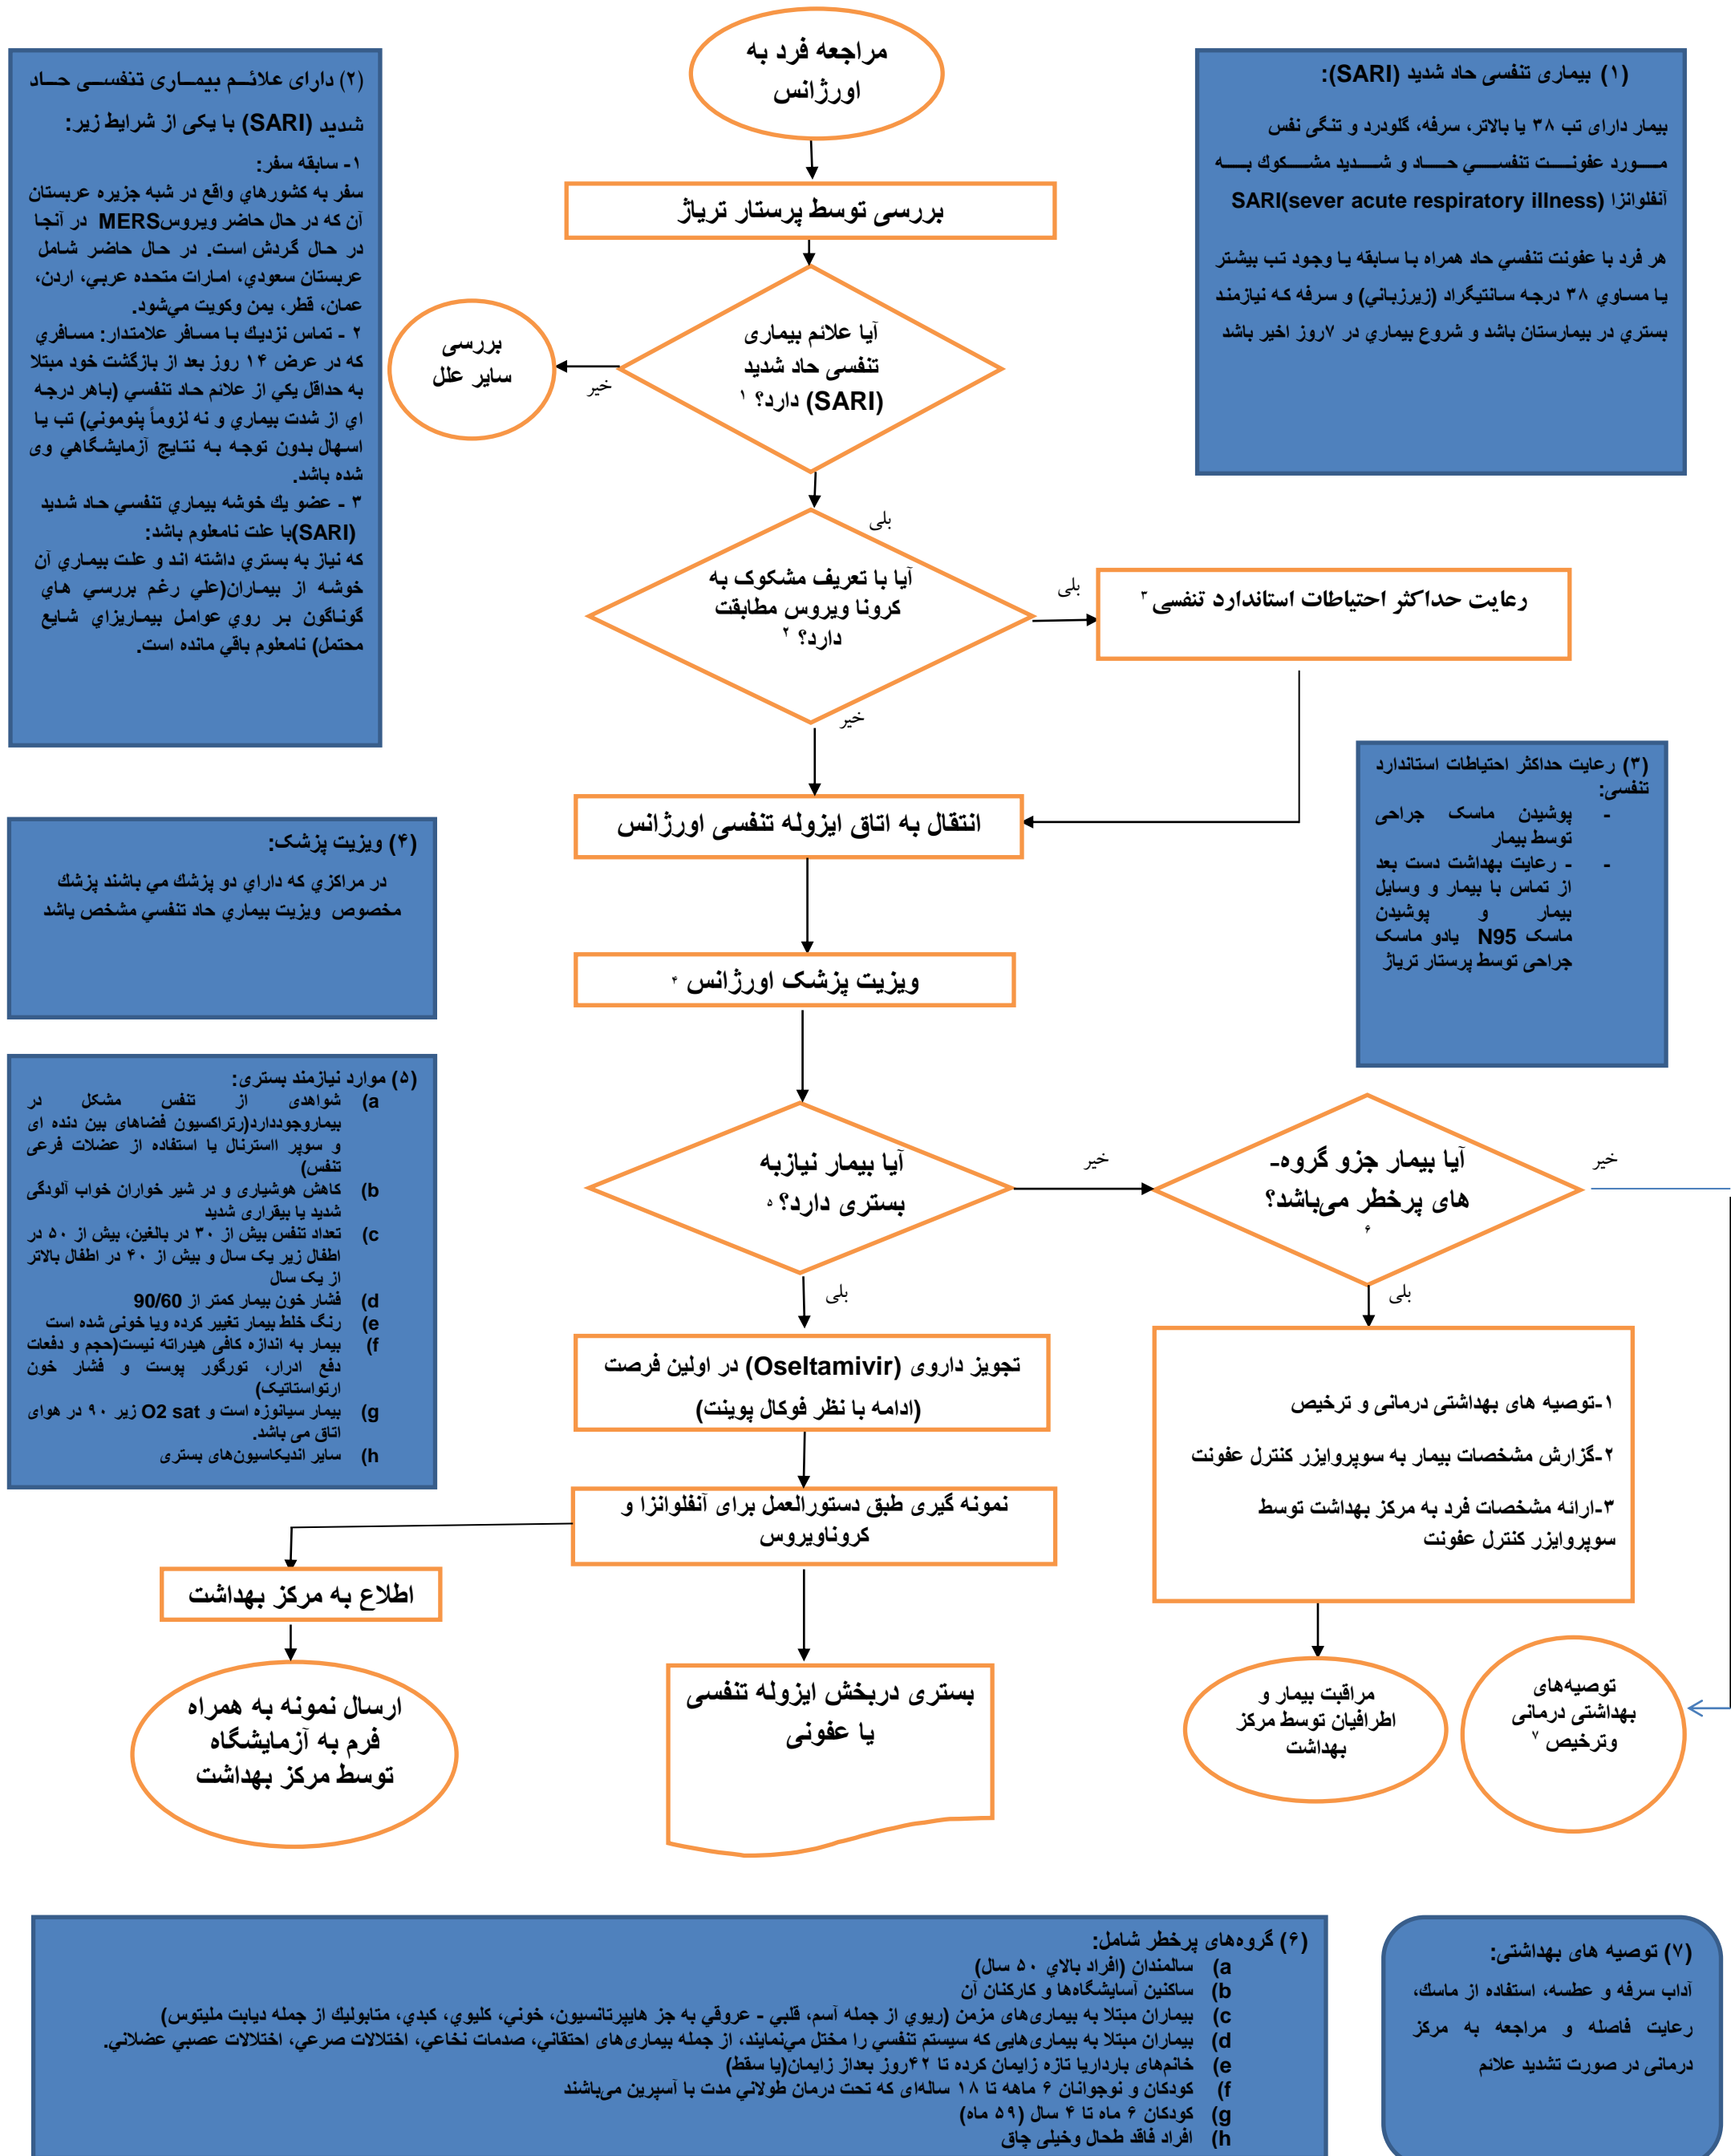 مراجعه فرد به
اورژانس
(۱) بیماری تنفسی حاد شدید (SARI):
بیمار دارای تب ۳۸ یا بالاتر، سرفه، گلودرد و تنگی نفس
مورد عفونت تنفسي حاد و شدید مشکوك به
آنفلوانزا SARI(sever acute respiratory illness)
هر فرد با عفونت تنفسي حاد همراه با سابقه یا وجود تب بیشتر
یا مساوي ۳۸ درجه سانتیگراد (زیرزباني) و سرفه که نیازمند
بستري در بیمارستان باشد و شروع بیماري در ۷روز اخیر باشد
(۲) دارای علائم بیماری تنفسی حاد
شدید (SARI) با یکی از شرایط زیر:
۱- سابقه سفر:
سفر به کشورهاي واقع در شبه جزیره عربستان
آن که در حال حاضر ویروسMERS در آنجا
در حال گردش است. در حال حاضر شامل
عربستان سعودي، امارات متحده عربي، اردن،
عمان، قطر، یمن وکویت مي‌شود.
۲ - تماس نزدیك با مسافر علامتدار: مسافري
که در عرض ۱۴ روز بعد از بازگشت خود مبتلا
به حداقل یکي از علائم حاد تنفسي (باهر درجه
اي از شدت بیماري و نه لزوماً پنوموني) تب یا
اسهال بدون توجه به نتایج آزمایشگاهي وی
شده باشد.
۳ - عضو یك خوشه بیماري تنفسي حاد شدید
(SARI)با علت نامعلوم باشد:
که نیاز به بستري داشته اند و علت بیماري آن
خوشه از بیماران(علي رغم بررسي هاي
گوناگون بر روي عوامل بیماریزاي شایع
محتمل) نامعلوم باقي مانده است.
بررسی توسط پرستار تریاژ
آیا علائم بیماری
تنفسی حاد شدید
(SARI) دارد؟ ۱
خیر
بررسی
سایر علل
بلی
آیا با تعریف مشکوک به
کرونا ویروس مطابقت
دارد؟ ۲
بلی
رعایت حداکثر احتیاطات استاندارد تنفسی ۳
خیر
انتقال به اتاق ایزوله تنفسی اورژانس
(۳) رعایت حداکثر احتیاطات استاندارد
تنفسی:
- پوشیدن ماسک جراحی
توسط بیمار
- - رعایت بهداشت دست بعد
از تماس با بیمار و وسایل
بیمار و پوشیدن
ماسک N95 یادو ماسک
جراحی توسط پرستار تریاژ
(۴) ویزیت پزشک:
در مراکزي که داراي دو پزشك مي باشند پزشك
مخصوص ویزیت بیماري حاد تنفسي مشخص یاشد
ویزیت پزشک اورژانس ۴
(۵) موارد نیازمند بستری:
a) شواهدی از تنفس مشکل در
بیماروجوددارد(رتراکسیون فضاهای بین دنده ای
و سوپر ااسترنال یا استفاده از عضلات فرعی
تنفس)
b) کاهش هوشیاری و در شیر خواران خواب آلودگی
شدید یا بیقراری شدید
c) تعداد تنفس بیش از ۳۰ در بالغین، بیش از ۵۰ در
اطفال زیر یک سال و بیش از ۴۰ در اطفال بالاتر
از یک سال
d) فشار خون بیمار کمتر از 90/60
e) رنگ خلط بیمار تغییر کرده ویا خونی شده است
f) بیمار به اندازه کافی هیدراته نیست(حجم و دفعات
دفع ادرار، تورگور پوست و فشار خون
ارتواستاتیک)
g) بیمار سیانوزه است و O2 sat زیر ۹۰ در هوای
اتاق می باشد.
h) سایر اندیکاسیون‌های بستری
آیا بیمار نیازبه
بستری دارد؟ ۵
خیر
آیا بیمار جزو گروه-
های پرخطر می‌باشد؟
۶
خیر
بلی
بلی
تجویز داروی (Oseltamivir) در اولین فرصت
(ادامه با نظر فوکال پوینت)
۱-توصیه های بهداشتی درمانی و ترخیص
۲-گزارش مشخصات بیمار به سوپروایزر کنترل عفونت
۳-ارائه مشخصات فرد به مرکز بهداشت توسط
سوپروایزر کنترل عفونت
نمونه گیری طبق دستورالعمل برای آنفلوانزا و
کروناویروس
اطلاع به مرکز بهداشت
ارسال نمونه به همراه
فرم به آزمایشگاه
توسط مرکز بهداشت
بستری دربخش ایزوله تنفسی
یا عفونی
مراقبت بیمار و
اطرافیان توسط مرکز
بهداشت
توصیه‌های
بهداشتی درمانی
وترخیص ۷
(۶) گروه‌های پرخطر شامل:
a) سالمندان (افراد بالاي ۵۰ سال)
b) ساکنین آسایشگاه‌ها و کارکنان آن
c) بیماران مبتلا به بیماری‌های مزمن (ریوي از جمله آسم، قلبي - عروقي به جز هایپرتانسیون، خوني، کلیوي، کبدي، متابولیك از جمله دیابت ملیتوس)
d) بیماران مبتلا به بیماری‌هایی که سیستم تنفسي را مختل مي‌نمایند، از جمله بیماری‌های احتقاني، صدمات نخاعي، اختلالات صرعي، اختلالات عصبي عضلاني.
e) خانم‌های بارداریا تازه زایمان کرده تا ۴۲روز بعداز زایمان(یا سقط)
f) کودکان و نوجوانان ۶ ماهه تا ۱۸ ساله‌ای که تحت درمان طولاني مدت با آسپرین مي‌باشند
g) کودکان ۶ ماه تا ۴ سال (۵۹ ماه)
h) افراد فاقد طحال وخیلی چاق
(۷) توصیه های بهداشتی:
آداب سرفه و عطسه، استفاده از ماسك،
رعایت فاصله و مراجعه به مرکز
درمانی در صورت تشدید علائم